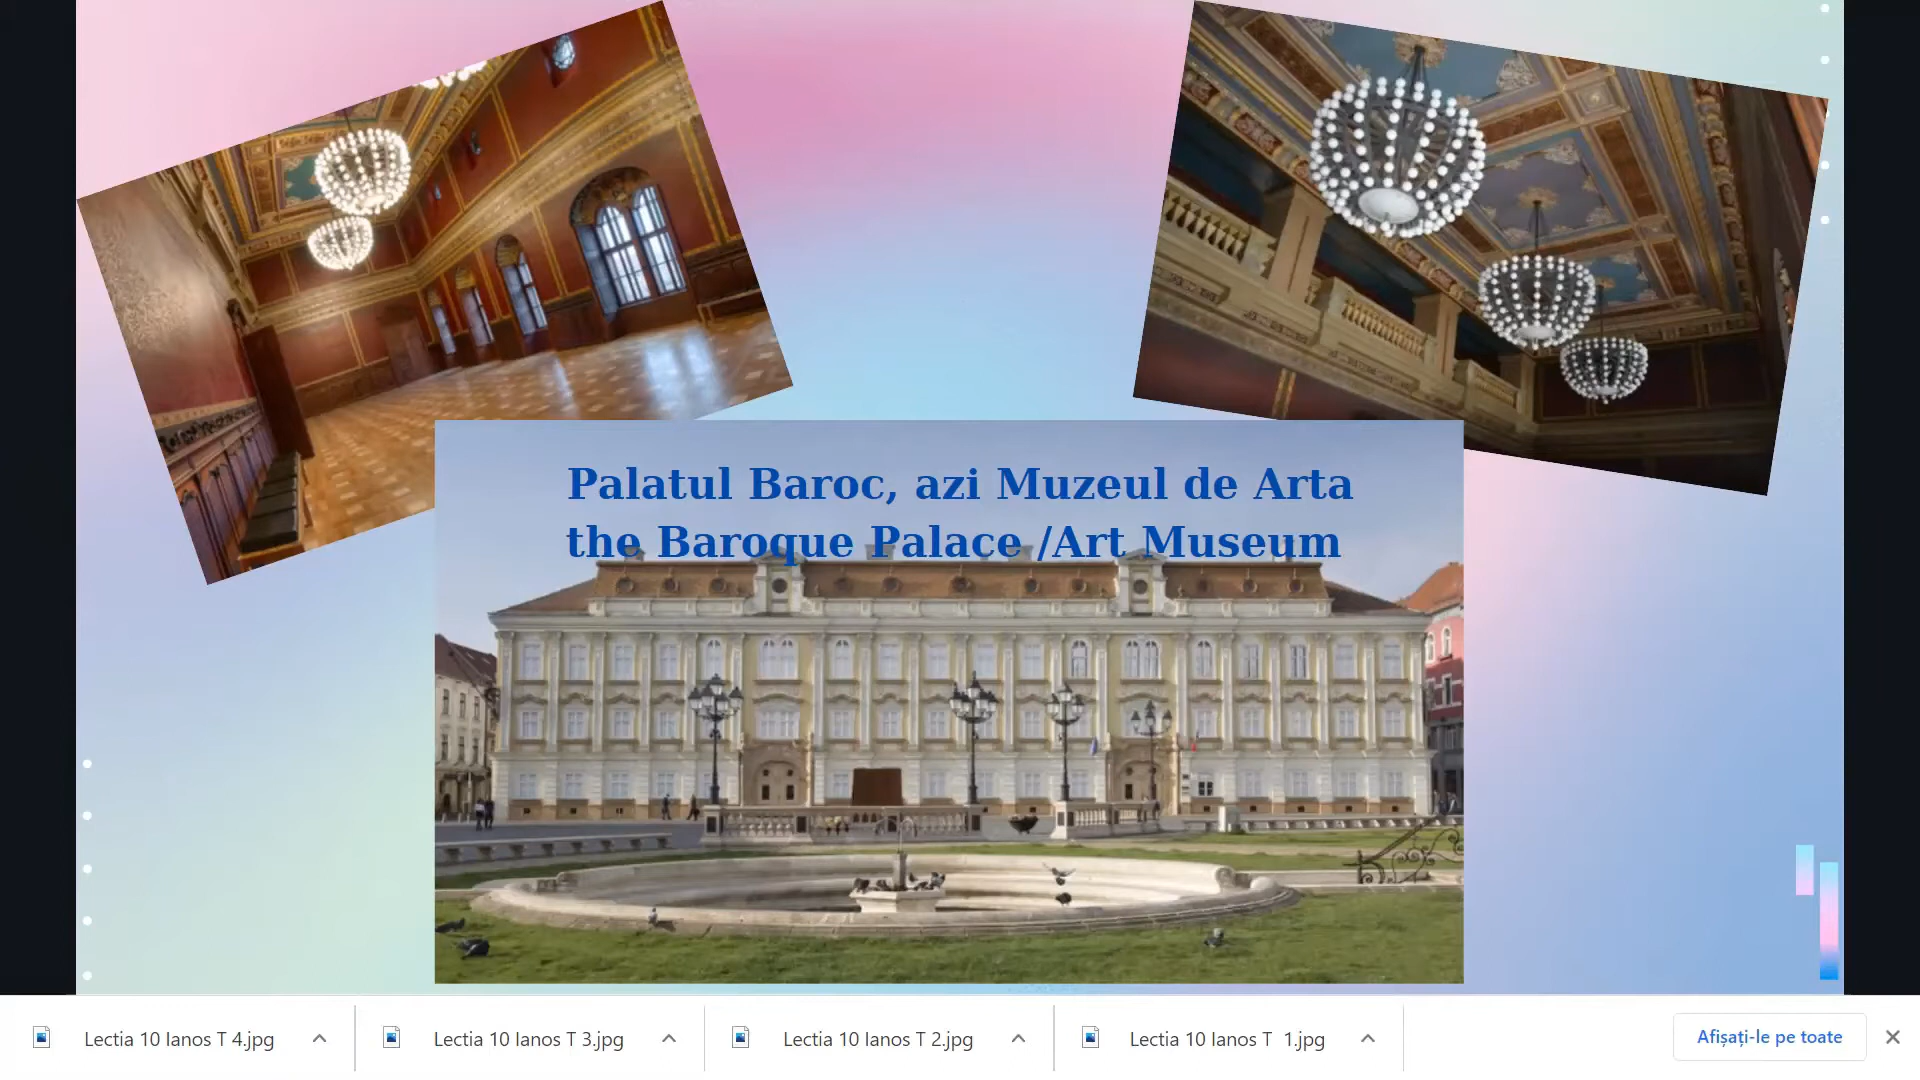 Palatul Baroc, azi Muzeul de Arta
the Baroque Palace /Art Museum
Lectia 10 Ianos T 4.jpg
Lectia 10 Ianos T 3.jpg
Lectia 10 Ianos T 2.jpg
Lectia 10 Ianos T  1.jpg
Afișați-le pe toate